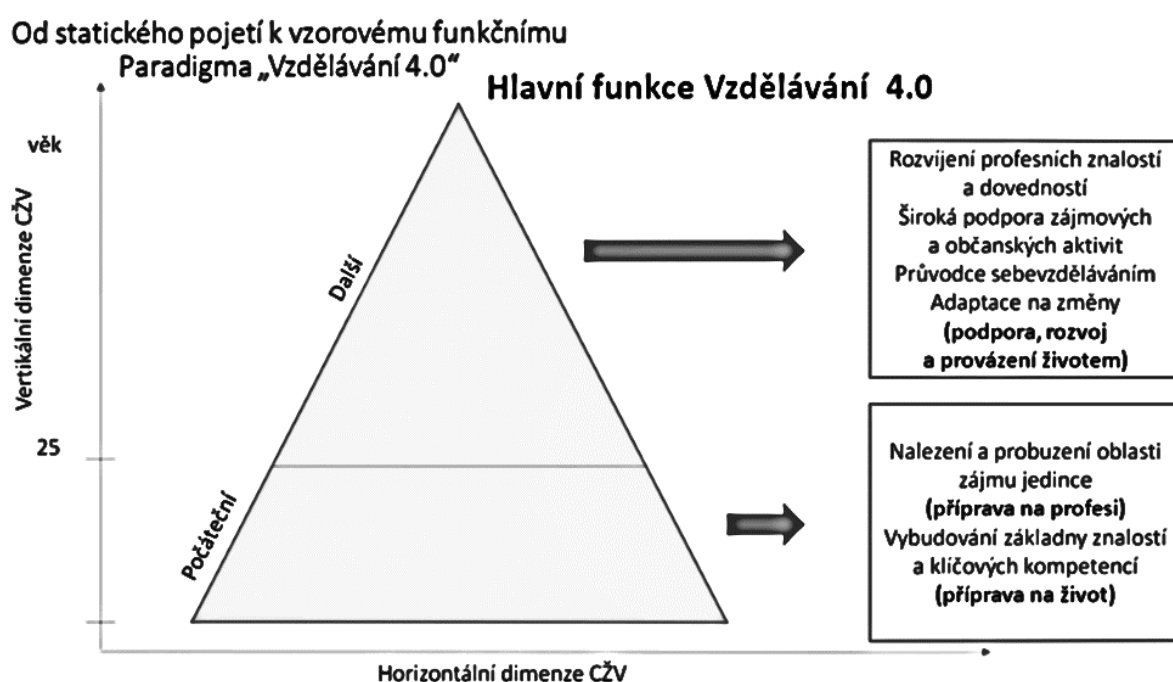 Od statického pojetí k vzorovému funkčnímu
Paradigma „Vzdělávání 4.0“
Hlavní funkce Vzdělávání 4.0
věk
Vertikální dimenze CŽV
25
Další
Počáteční
Rozvíjení profesních znalostí
a dovedností
Široká podpora zájmových
a občanských aktivit
Průvodce sebevzděláváním
Adaptace na změny
(podpora, rozvoj
a provázení životem)
Nalezení a probuzení oblasti
zájmu jedince
(příprava na profesi)
Vybudování základny znalostí
a klíčových kompetencí
(příprava na život)
Horizontální dimenze CŽV